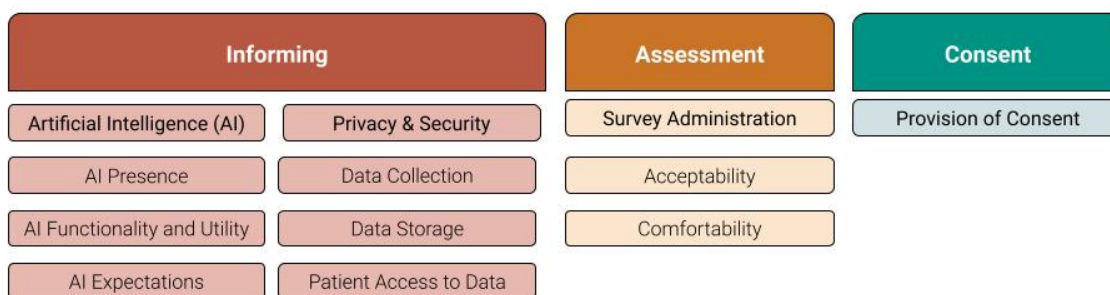 Informing
Assessment
Consent
Artificial Intelligence (AI)
Privacy & Security
Survey Administration
Provision of Consent
AI Presence
Data Collection
Acceptability
AI Functionality and Utility
Data Storage
Comfortability
AI Expectations
Patient Access to Data